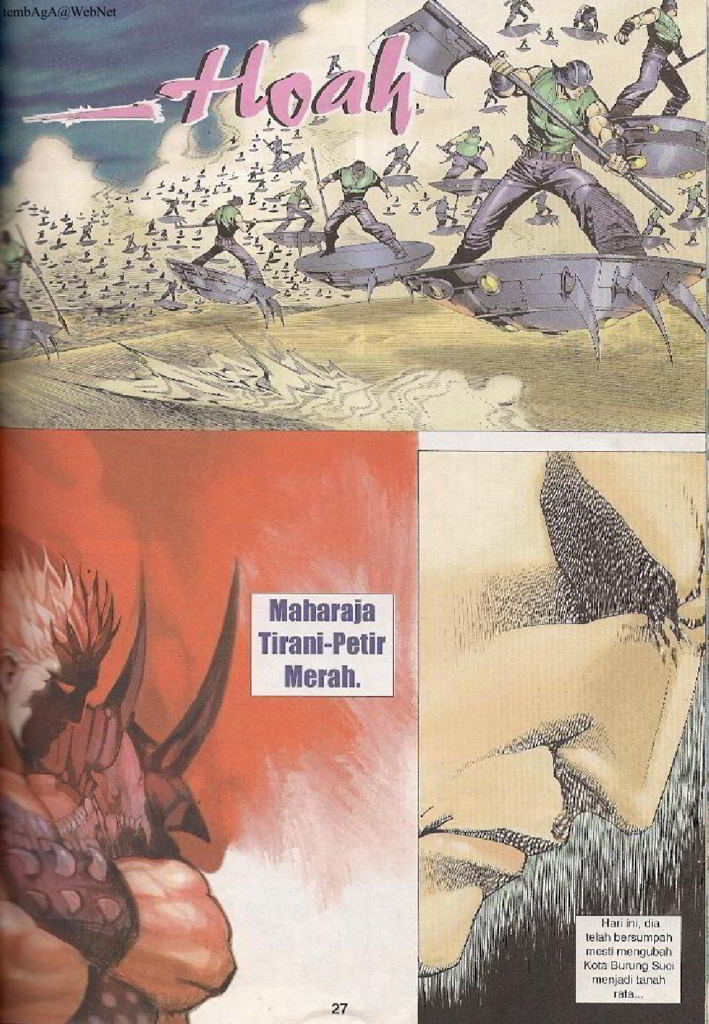 tembAgA@WebNet
Hoah
Maharaja
Tirani-Petir
Merah.
Hari ini, dia
telah bersumpah
mesti mengubah
Kota Burung Suci
menjadi tanah
rata...
27